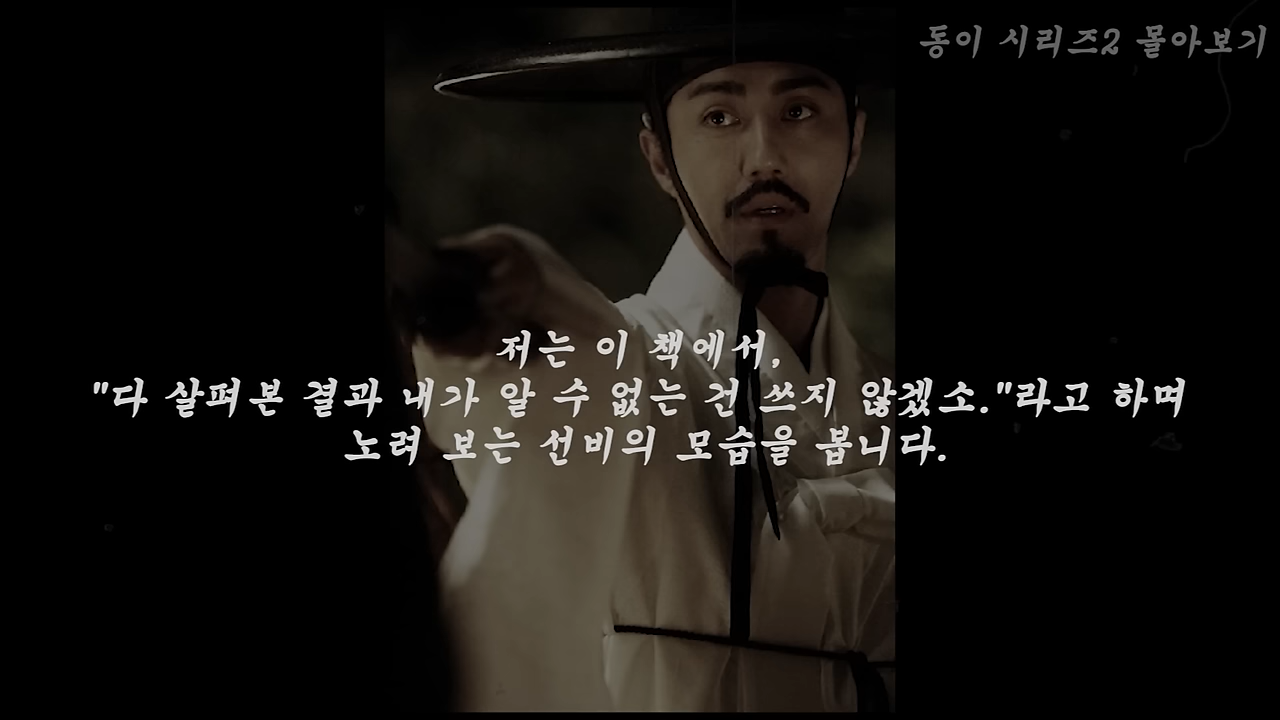 동이 시리즈2 몰아보기
저는 이 책에서,
"다 살펴본 결과 내가 알 수 없는 건 쓰지 않겠소."라고 하며
노려 보는 선비의 모습을 봅니다.